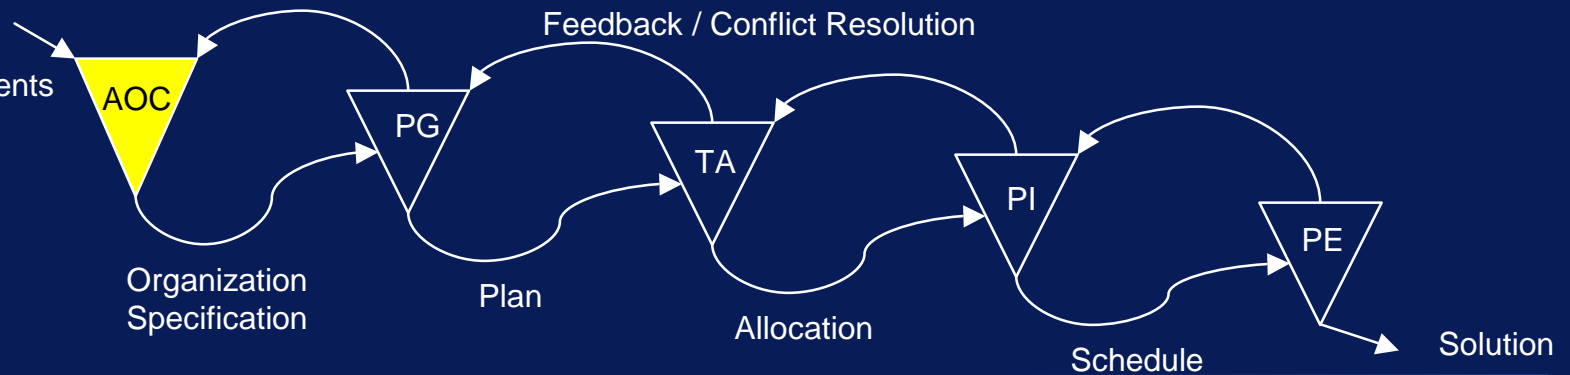 Feedback / Conflict Resolution
AOC
PG
TA
PI
PE
Organization
Specification
Plan
Allocation
Schedule
Solution